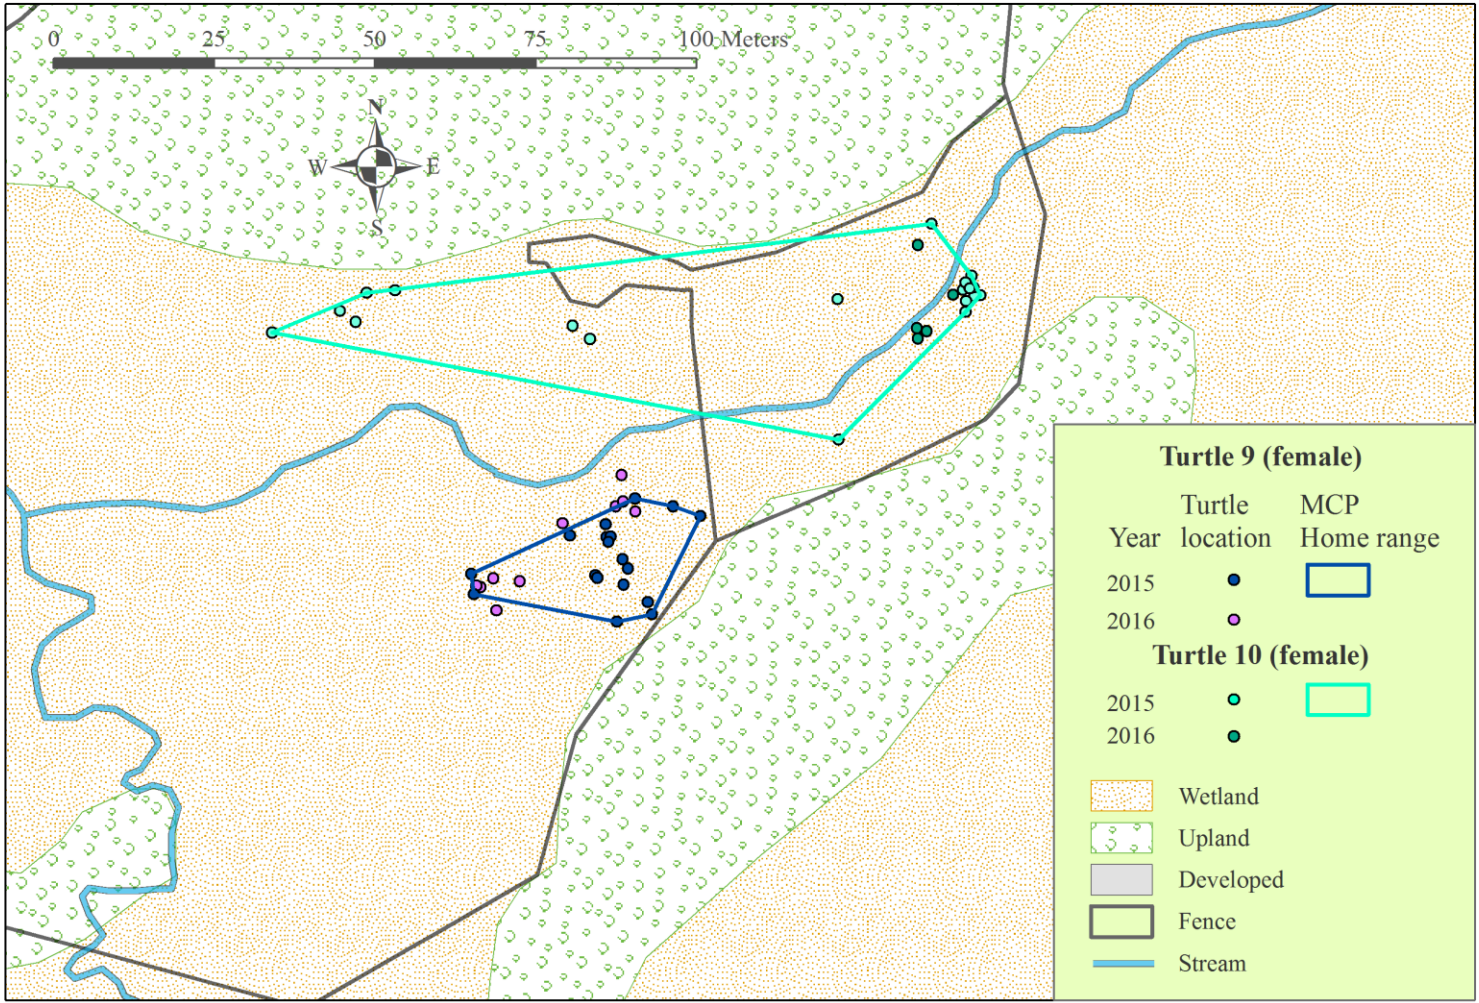 0 25 50 75 100 Meters
N
W E
S
Turtle 9 (female)
Turtle MCP
Year location Home range
2015
2016
Turtle 10 (female)
2015
2016
Wetland
Upland
Developed
Fence
Stream